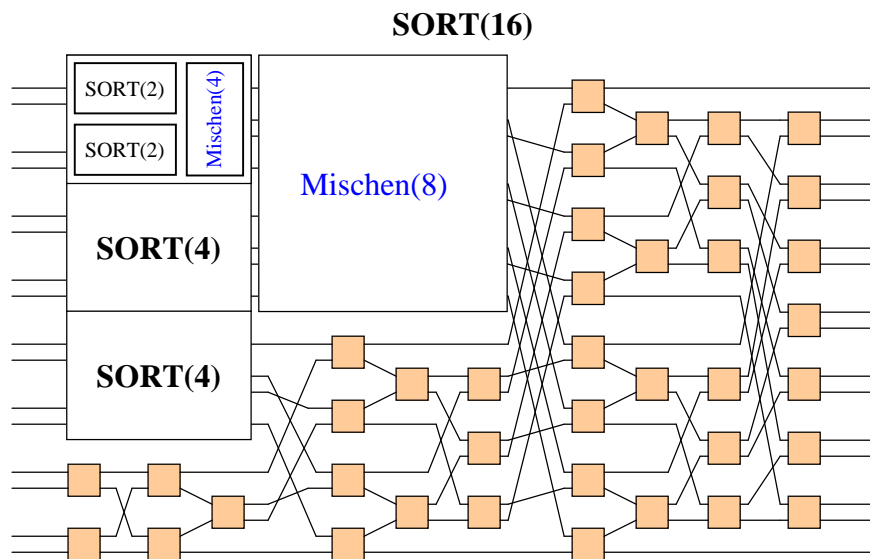 SORT(16)
SORT(2)
Mischen(4)
SORT(2)
Mischen(8)
SORT(4)
SORT(4)